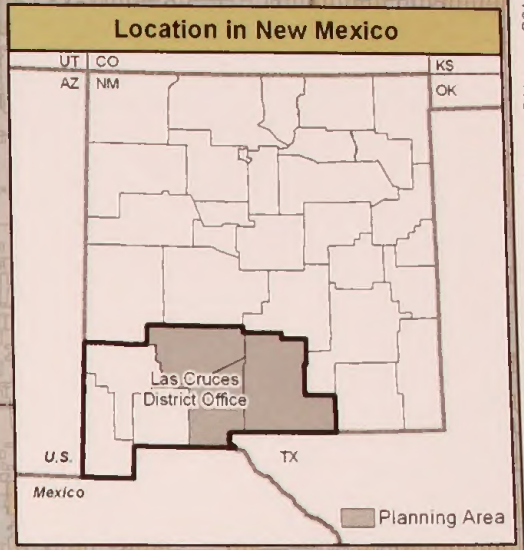 Location in New Mexico
UT CO KS
AZ NM OK
Las Cruces
District Office
U.S. TX
Mexico
Planning Area